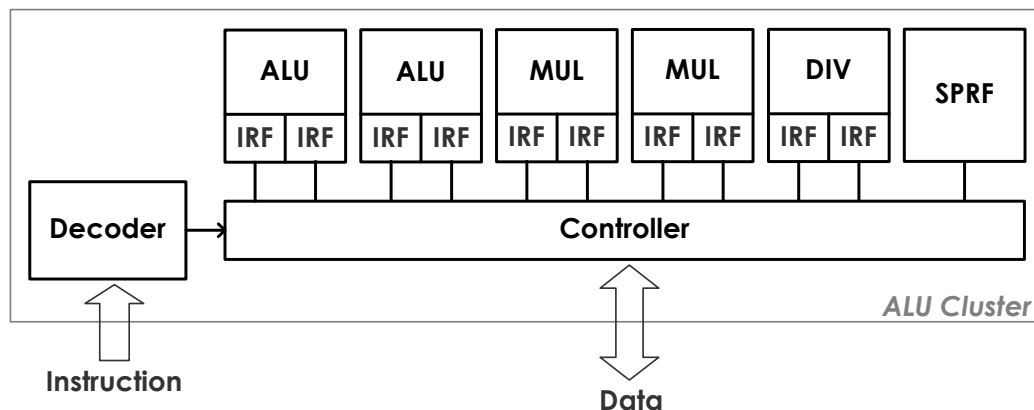 ALU ALU MUL MUL DIV SPRF
IRF IRF IRF IRF IRF IRF IRF IRF IRF IRF
Decoder Controller
ALU Cluster
Instruction
Data